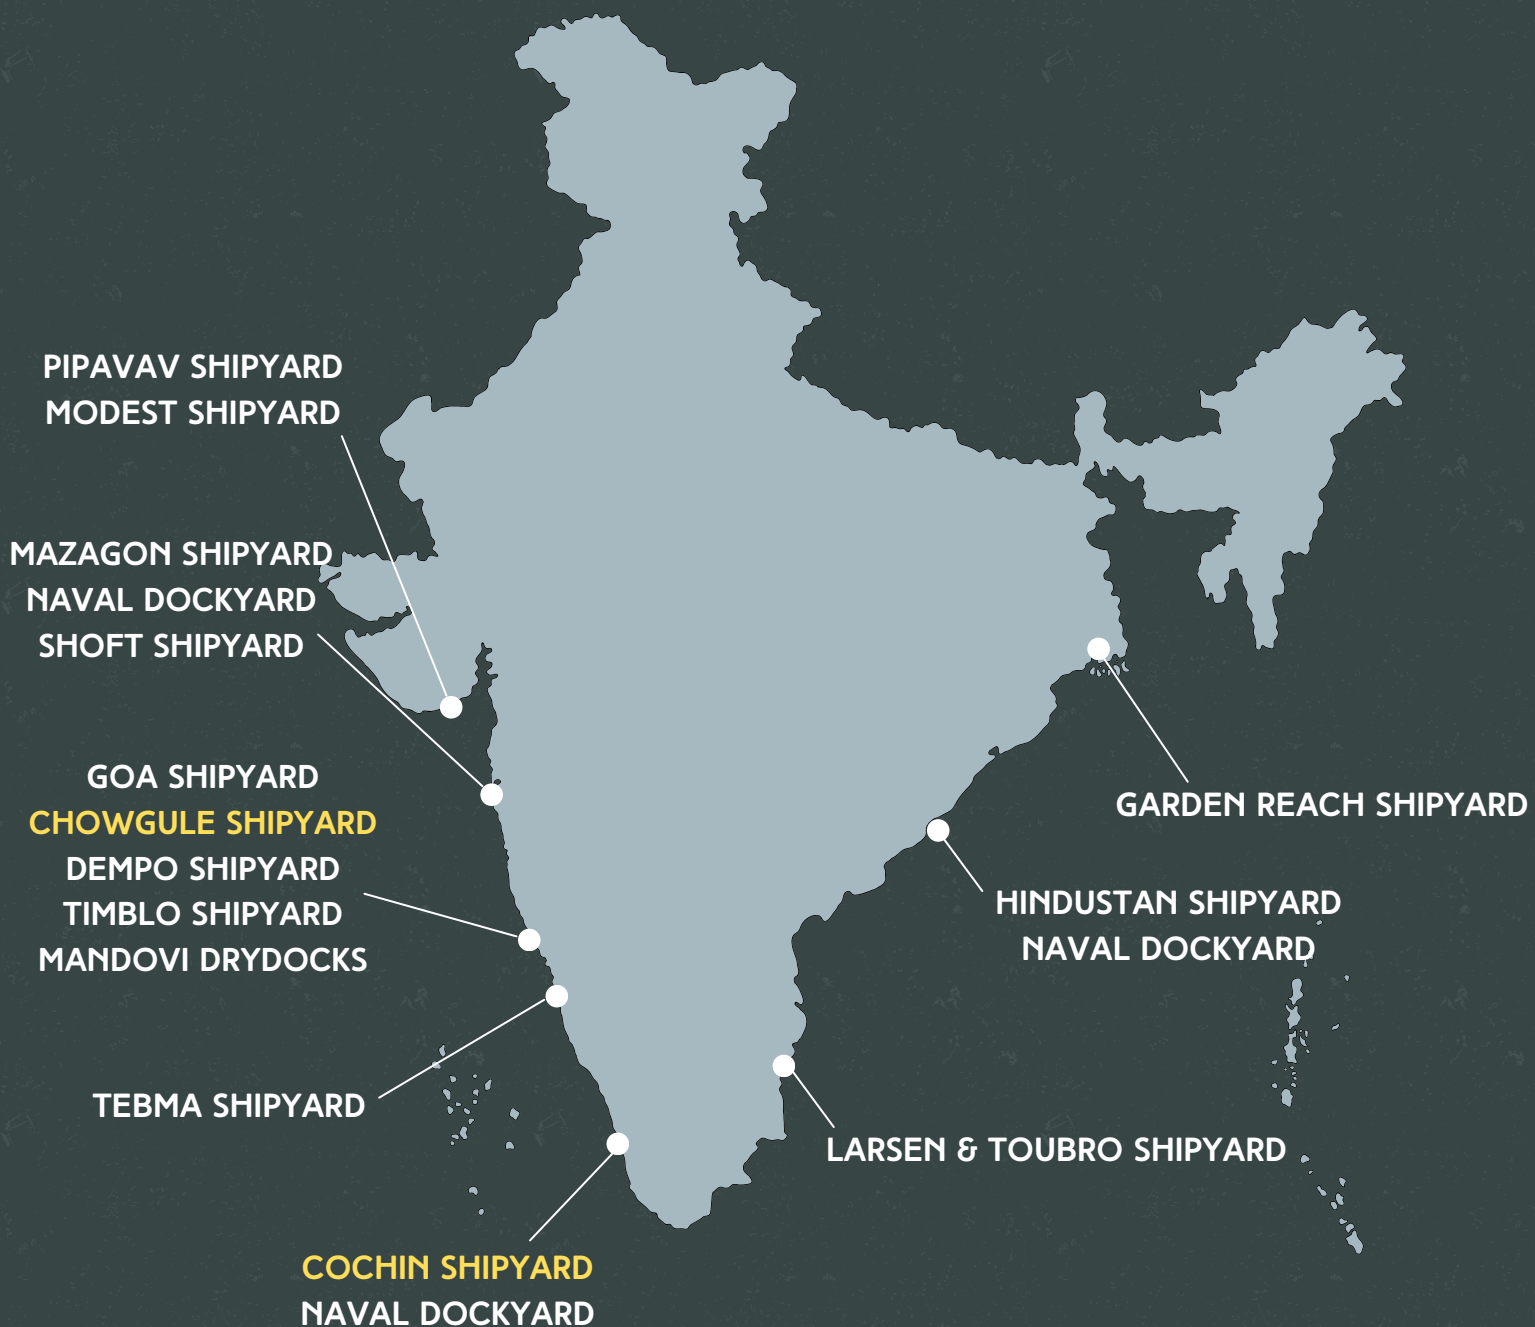 PIPAVAV SHIPYARD
MODEST SHIPYARD
MAZAGON SHIPYARD
NAVAL DOCKYARD
SHOFT SHIPYARD
GOA SHIPYARD
CHOWGULE SHIPYARD
DEMPO SHIPYARD
TIMBLO SHIPYARD
MANDOVI DRYDOCKS
TEBMA SHIPYARD
COCHIN SHIPYARD
NAVAL DOCKYARD
GARDEN REACH SHIPYARD
HINDUSTAN SHIPYARD
NAVAL DOCKYARD
LARSEN & TOUBRO SHIPYARD